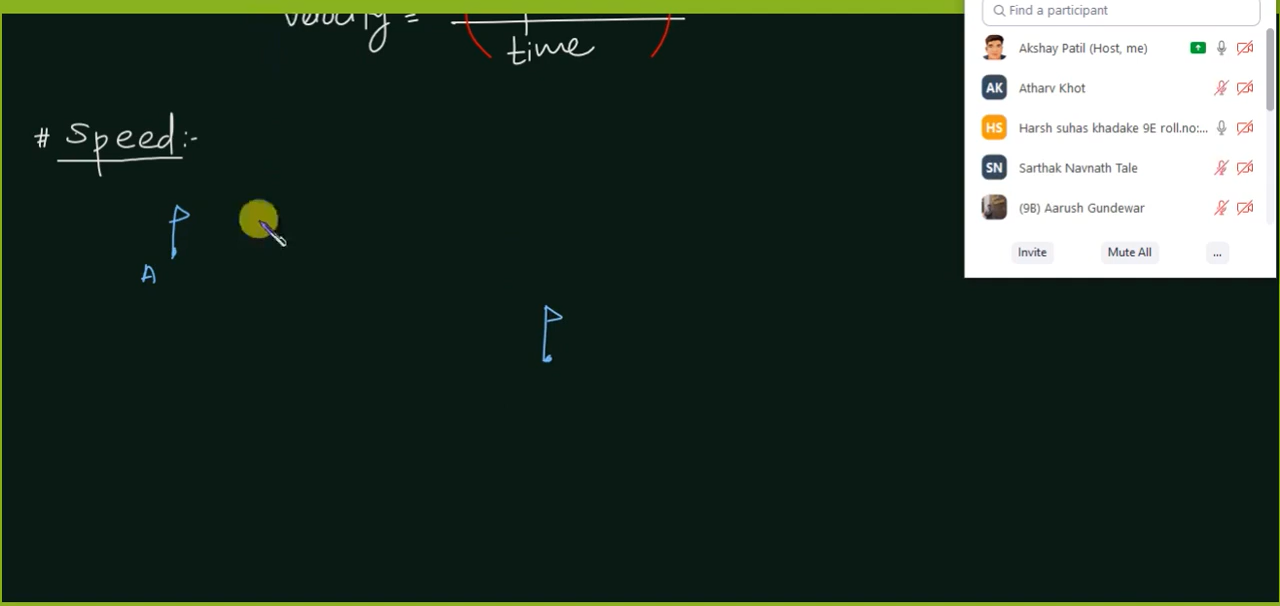 velocity =
time
# Speed:-
A
Find a participant
Akshay Patil (Host, me)
AK Atharv Khot
HS Harsh suhas khadake 9E roll.no:...
SN Sarthak Navnath Tale
(9B) Aarush Gundewar
Invite Mute All ...